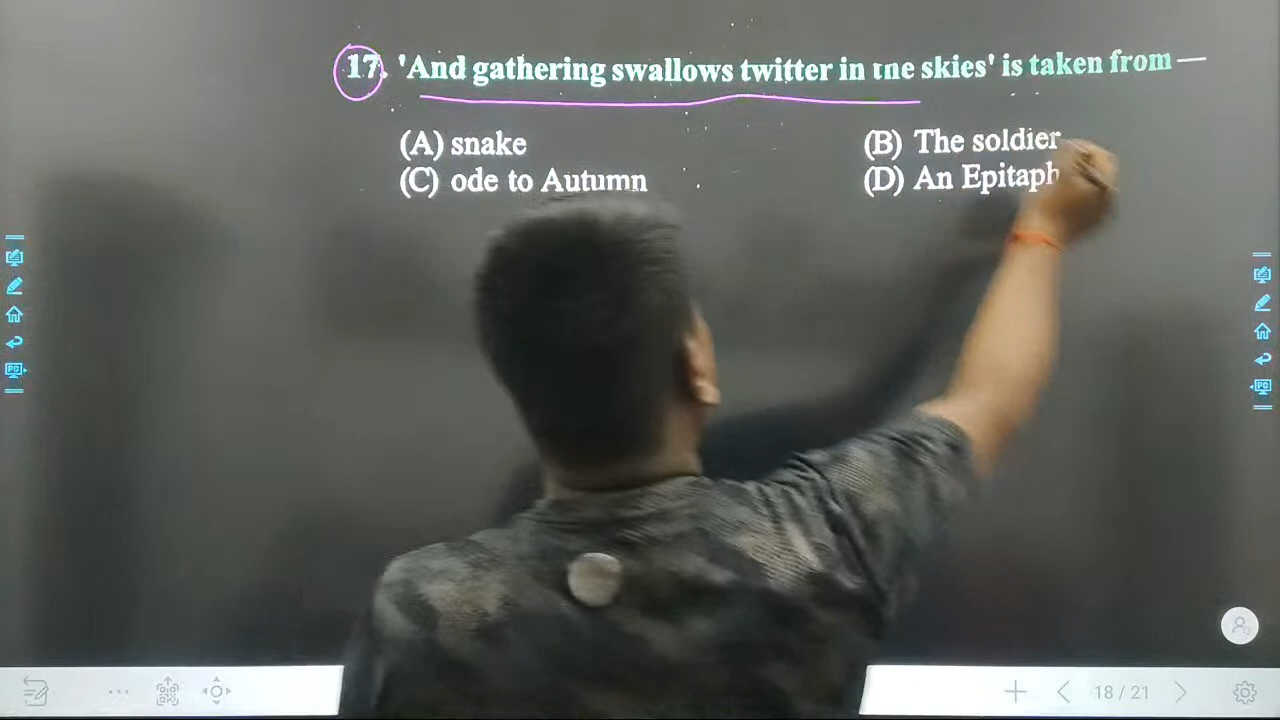 17. 'And gathering swallows twitter in the skies' is taken from —
(A) snake
(B) The soldier
(C) ode to Autumn
(D) An Epitaph
18 / 21